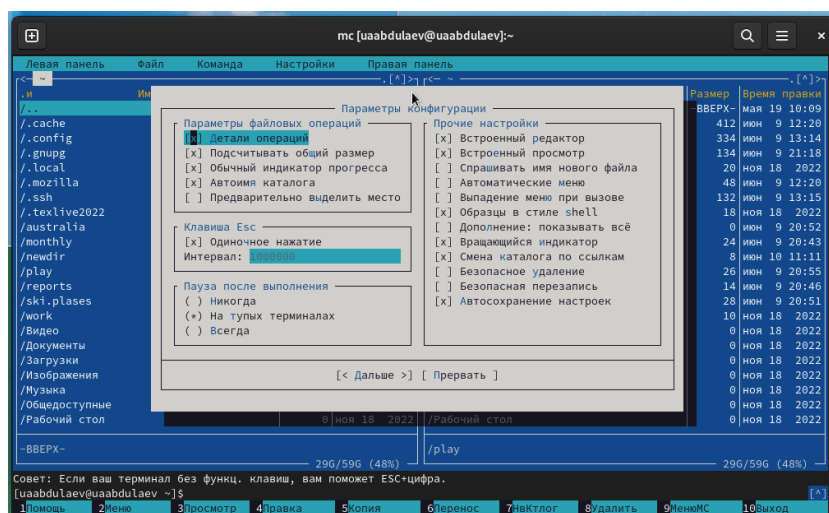 mc [uaabdulaev@uaabdulaev]:~
Левая панель Файл Команда Настройки Правая панель
<— ~ .[^]> <— ~ .[^]>
.и Им Размер Время правки
/.. -ВВЕРХ- мая 19 10:09
/.cache 412 июн 9 12:20
/.config 334 июн 9 13:14
/.gnupg 134 июн 9 21:18
/.local 20 ноя 18 2022
/.mozilla 48 июн 9 12:20
/.ssh 132 июн 9 13:15
/.texlive2022 18 ноя 18 2022
/australia 0 июн 9 20:52
/monthly 24 июн 9 20:43
/newdir 8 июн 10 11:11
/play 26 июн 9 20:55
/reports 14 июн 9 20:46
/ski.plases 28 июн 9 20:51
/work 10 ноя 18 2022
/Видео 0 ноя 18 2022
/Документы 0 ноя 18 2022
/Загрузки 0 ноя 18 2022
/Изображения 0 ноя 18 2022
/Музыка 0 ноя 18 2022
/Общедоступные 0 ноя 18 2022
/Рабочий стол 0 ноя 18 2022 /Рабочий стол 0 ноя 18 2022
Параметры конфигурации
Параметры файловых операций
[x] Детали операций
[x] Подсчитывать общий размер
[x] Обычный индикатор прогресса
[x] Автоимя каталога
[ ] Предварительно выделить место
Клавиша Esc
[x] Одиночное нажатие
Интервал: 1000000
Пауза после выполнения
( ) Никогда
(*) На тупых терминалах
( ) Всегда
Прочие настройки
[x] Встроенный редактор
[x] Встроенный просмотр
[ ] Спрашивать имя нового файла
[ ] Автоматические меню
[ ] Выпадение меню при вызове
[x] Образцы в стиле shell
[ ] Дополнение: показывать всё
[x] Вращающийся индикатор
[x] Смена каталога по ссылкам
[ ] Безопасное удаление
[ ] Безопасная перезапись
[x] Автосохранение настроек
[< Дальше >] [ Прервать ]
-ВВЕРХ- /play
29G/59G (48%) 29G/59G (48%)
Совет: Если ваш терминал без функц. клавиш, вам поможет ESC+цифра.
[uaabdulaev@uaabdulaev ~]$ [^]
1Помощь 2Меню 3Просмотр 4Правка 5Копия 6Перенос 7НвКтлог 8Удалить 9МенюMC 10Выход